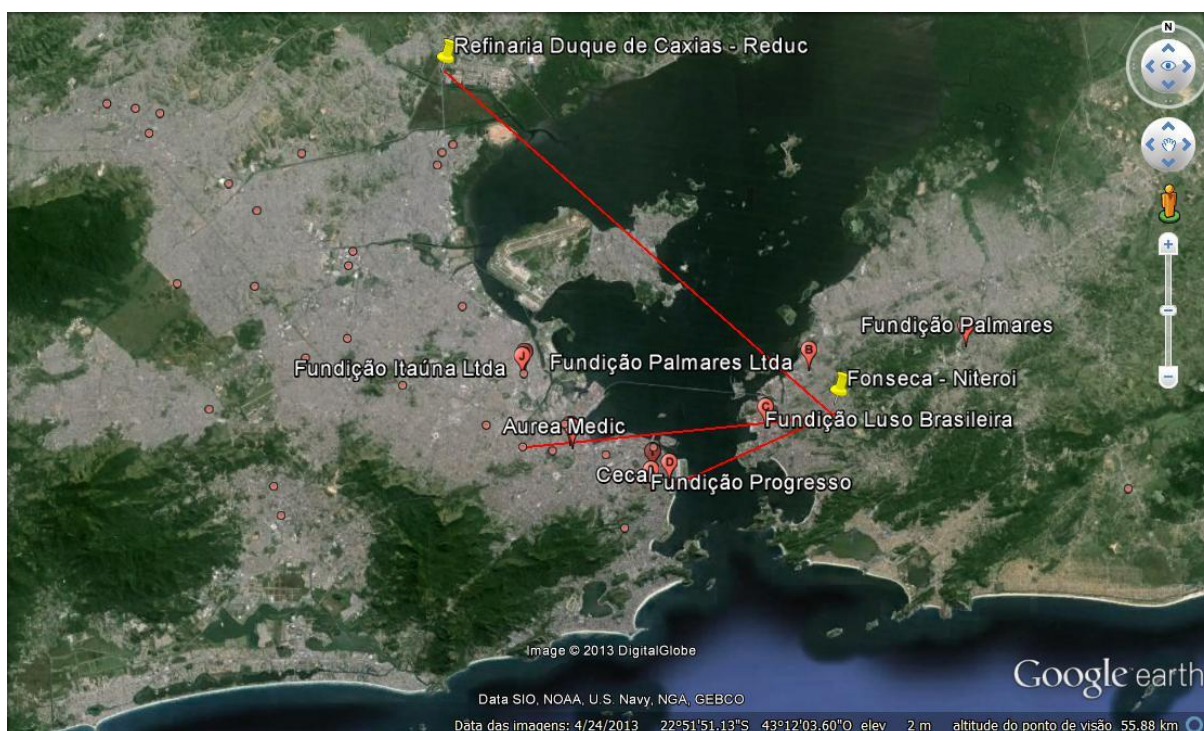 N
Refinaria Duque de Caxias - Reduc
Fundição Palmares
B
J
Fundição Itaúna Ltda
Fundição Palmares Ltda
Fonseca - Niteroi
C
Fundição Luso Brasileira
Aurea Medic
D
Cecal
Fundição Progresso
Image © 2013 DigitalGlobe
Google earth
Data SIO, NOAA, U.S. Navy, NGA, GEBCO
Data das imagens: 4/24/2013 22°51'51.13"S 43°12'03.60"O elev 2 m altitude do ponto de visão 55.88 km